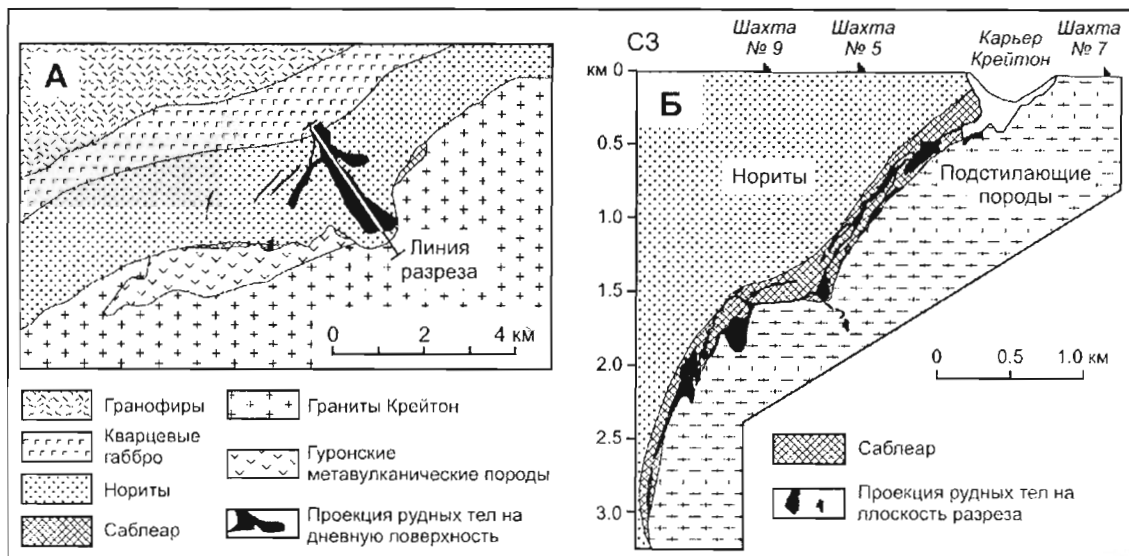 А
Линия
разреза
0 2 4 км
Гранофиры
Кварцевые
габбро
Нориты
Саблеар
Граниты Крейтон
Гуронские
метавулканические породы
Проекция рудных тел на
дневную поверхность
СЗ
Шахта
№ 9
Шахта
№ 5
Карьер
Крейтон
Шахта
№ 7
км 0
0.5
1.0
1.5
2.0
2.5
3.0
Б
Нориты
Подстилающие
породы
0 0.5 1.0 км
Саблеар
Проекция рудных тел на
плоскость разреза